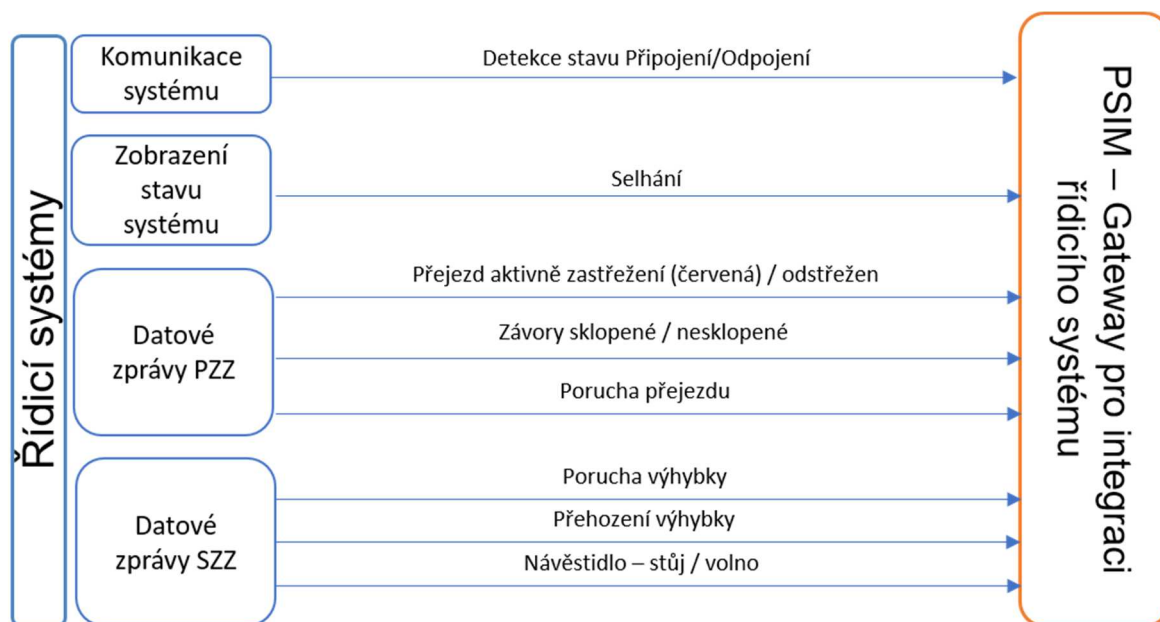 Řídicí systémy
Komunikace
systému
Detekce stavu Připojení/Odpojení
Zobrazení
stavu
systému
Selhání
Datové
zprávy PZZ
Přejezd aktivně zastřežení (červená) / odstřežen
Závory sklopené / nesklopené
Porucha přejezdu
Datové
zprávy SZZ
Porucha výhybky
Přehození výhybky
Návěstidlo – stůj / volno
PSIM – Gateway pro integraci
řídicího systému